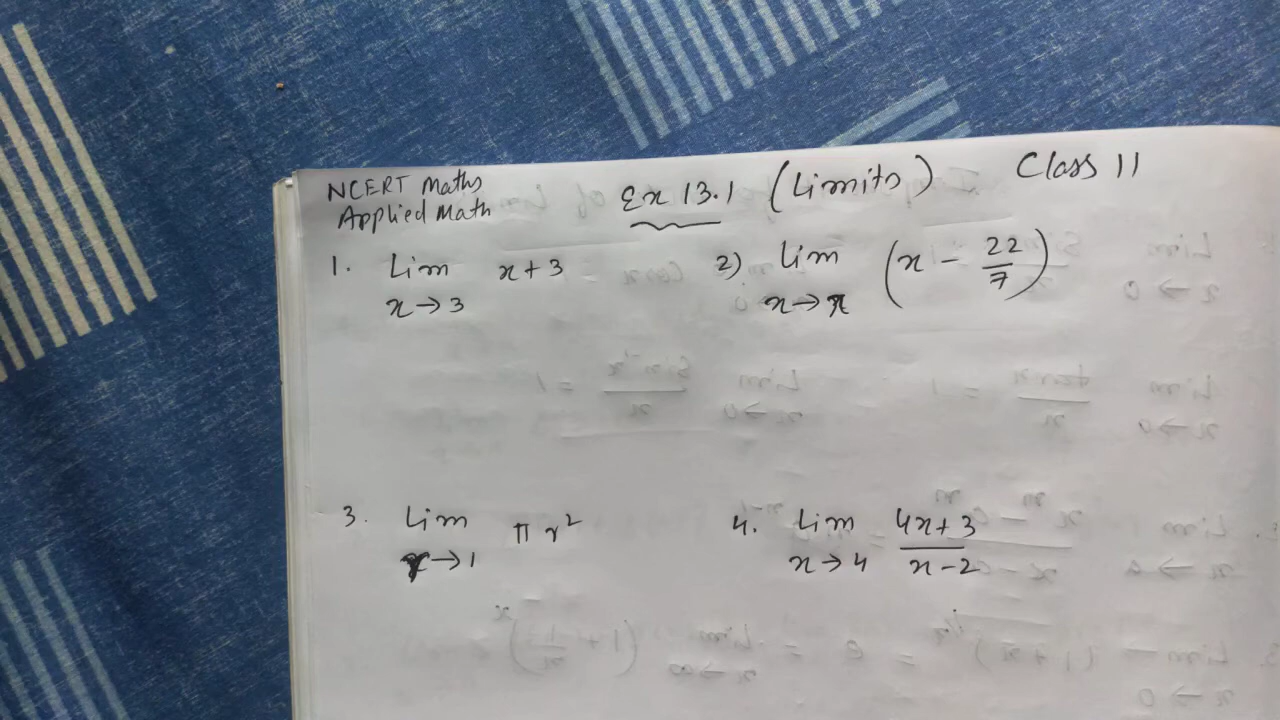 NCERT Maths
Applied Math
Ex 13.1 (Limits) Class 11
1. Lim x+3
x→3
2) Lim (x - 22/7)
x→π
3. Lim πr²
r→1
4. Lim 4x+3
x→4 x-2